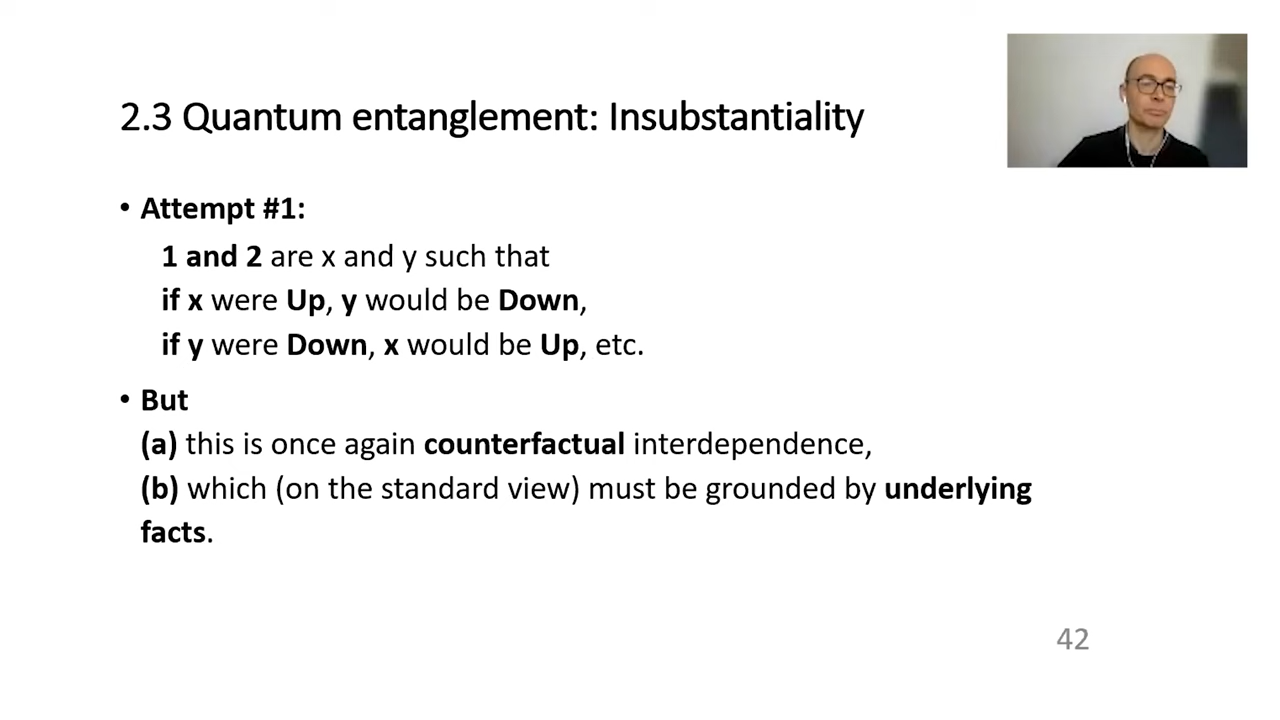 2.3 Quantum entanglement: Insubstantiality
• Attempt #1:
1 and 2 are x and y such that
if x were Up, y would be Down,
if y were Down, x would be Up, etc.
• But
(a) this is once again counterfactual interdependence,
(b) which (on the standard view) must be grounded by underlying
facts.
42